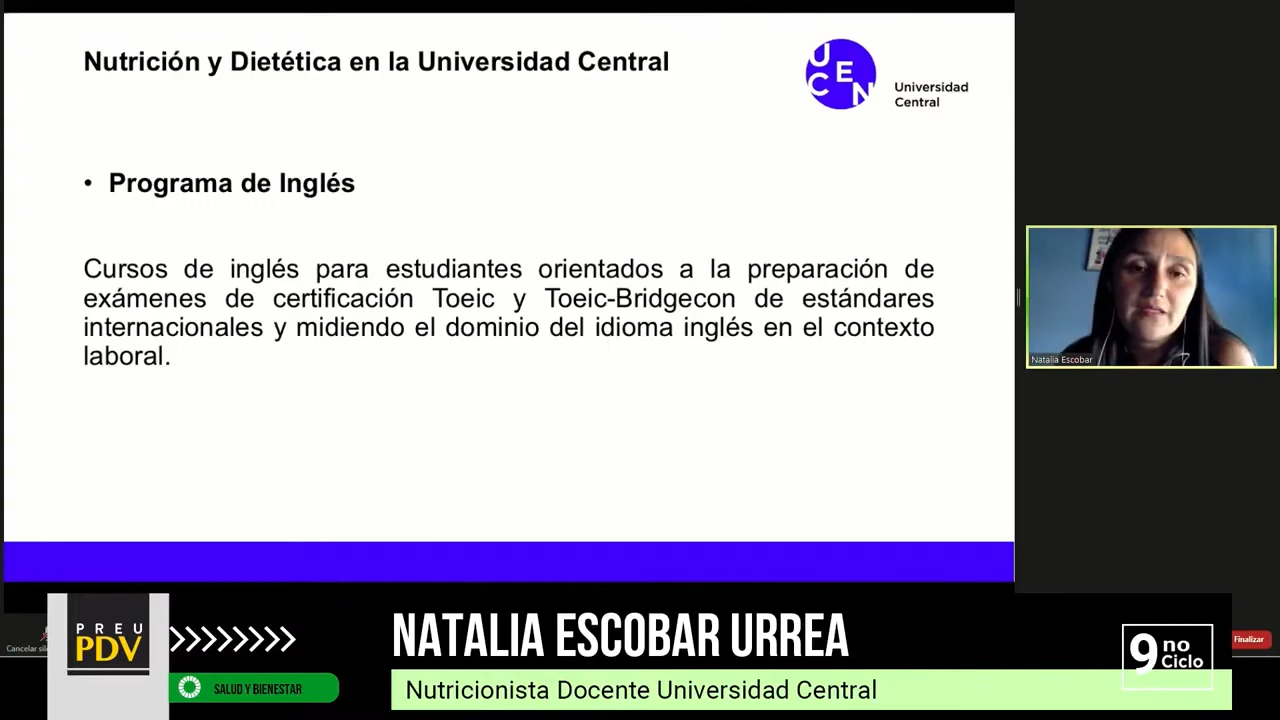 Nutrición y Dietética en la Universidad Central
U
C E
N
Universidad
Central
• Programa de Inglés
Cursos de inglés para estudiantes orientados a la preparación de
exámenes de certificación Toeic y Toeic-Bridgecon de estándares
internacionales y midiendo el dominio del idioma inglés en el contexto
laboral.
Natalia Escobar
PREU
PDV
Cancelar
SALUD Y BIENESTAR
NATALIA ESCOBAR URREA
Nutricionista Docente Universidad Central
9 no
Ciclo
Finalizar